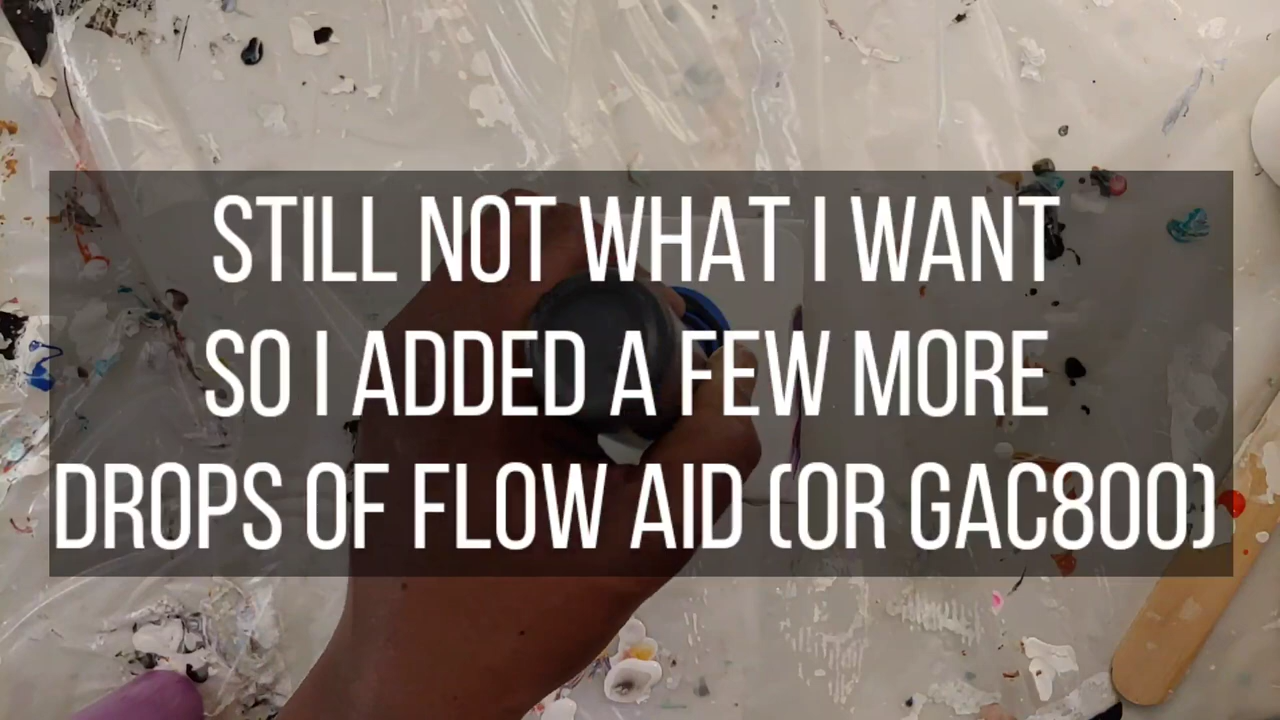 STILL NOT WHAT I WANT
SO I ADDED A FEW MORE
DROPS OF FLOW AID (OR GAC800)